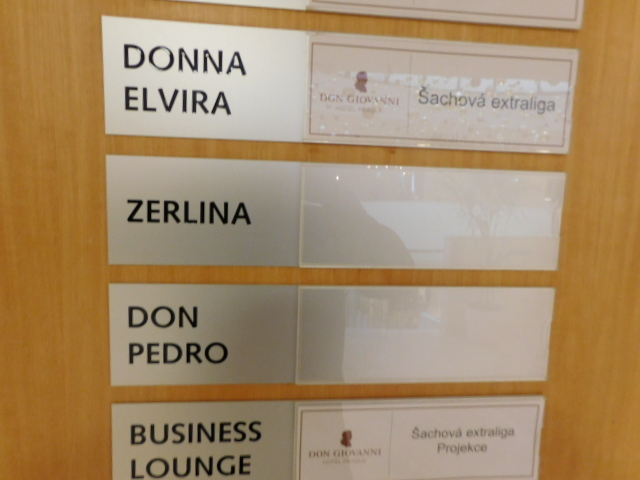 DONNA
ELVIRA
DON GIOVANNI
Šachová extraliga
ZERLINA
DON
PEDRO
BUSINESS
LOUNGE
DON GIOVANNI
Šachová extraliga
Projekce